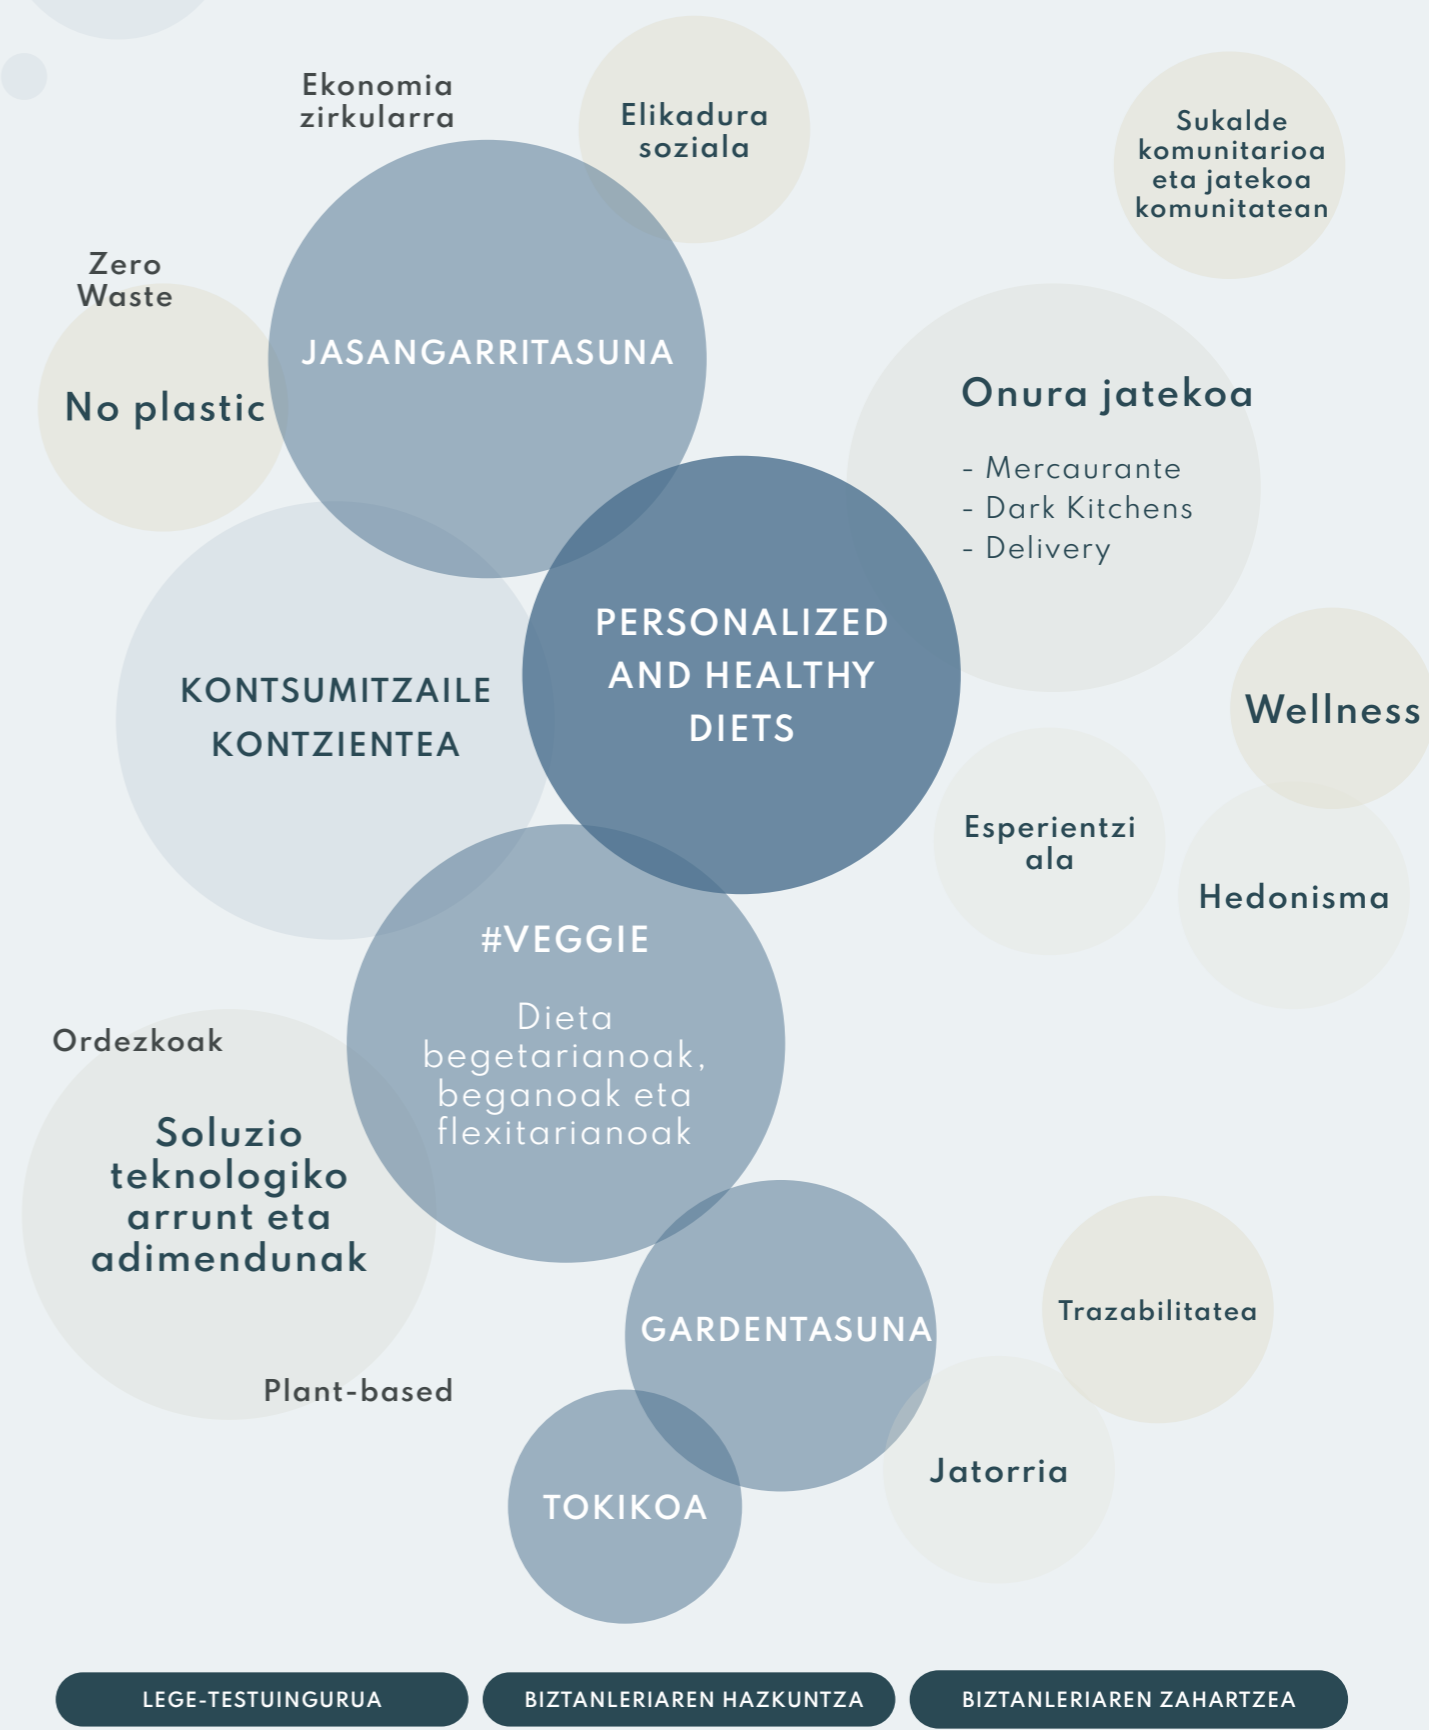 Ekonomia
zirkularra
Elikadura
soziala
Sukalde
komunitarioa
eta jatekoa
komunitatean
Zero
Waste
No plastic
JASANGARRITASUNA
Onura jatekoa
- Mercaurante
- Dark Kitchens
- Delivery
PERSONALIZED
AND HEALTHY
DIETS
KONTSUMITZAILE
KONTZIENTEA
Wellness
Esperientzi
ala
Hedonisma
#VEGGIE
Dieta
begetarianoak,
beganoak eta
flexitarianoak
Ordezkoak
Soluzio
teknologiko
arrunt eta
adimendunak
Plant-based
GARDENTASUNA
Trazabilitatea
Jatorria
TOKIKOA
LEGE-TESTUINGURUA
BIZTANLERIAREN HAZKUNTZA
BIZTANLERIAREN ZAHARTZEA